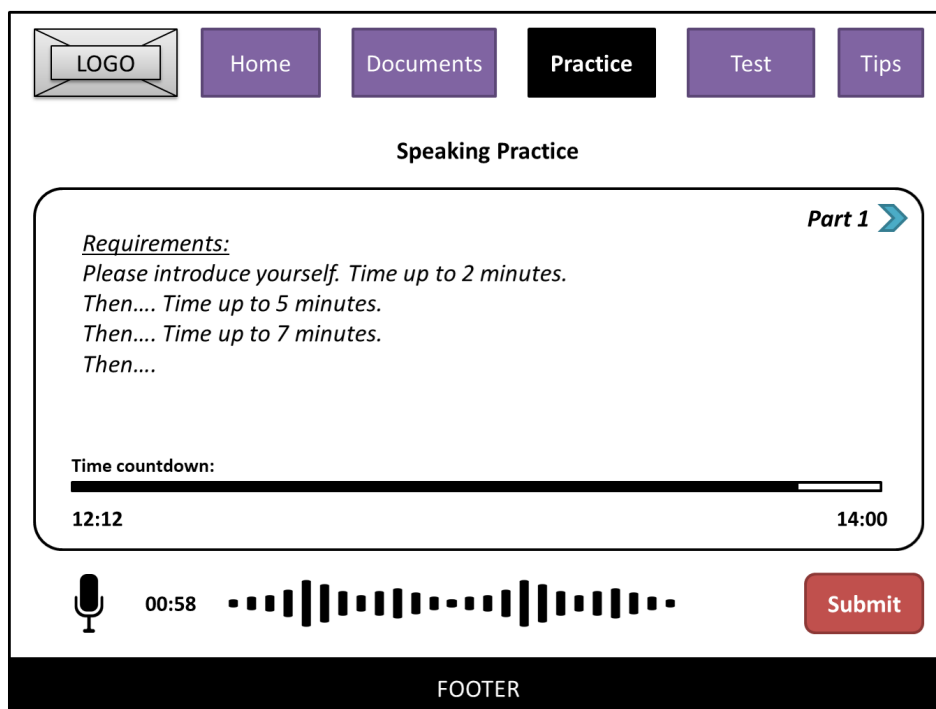 LOGO
Home
Documents
Practice
Test
Tips
Speaking Practice
Part 1
Requirements:
Please introduce yourself. Time up to 2 minutes.
Then.... Time up to 5 minutes.
Then.... Time up to 7 minutes.
Then....
Time countdown:
12:12
14:00
00:58
Submit
FOOTER